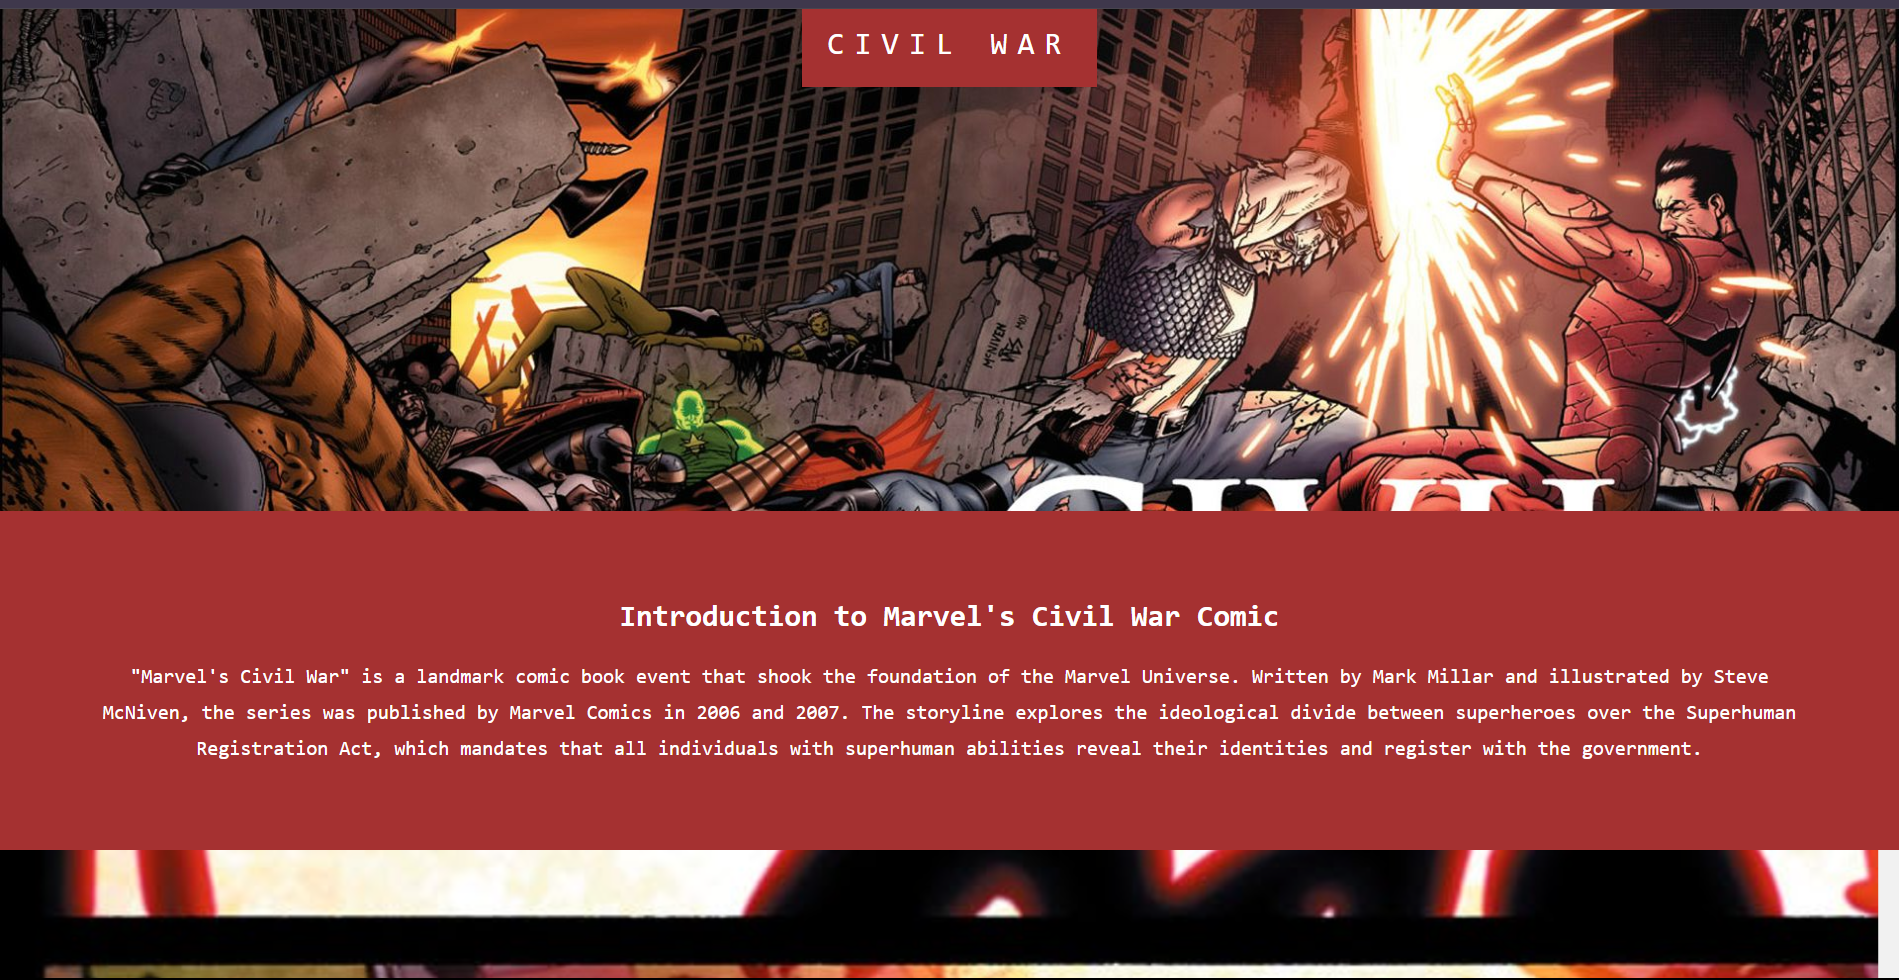 CIVIL WAR
CIVIL
Introduction to Marvel's Civil War Comic
"Marvel's Civil War" is a landmark comic book event that shook the foundation of the Marvel Universe. Written by Mark Millar and illustrated by Steve
McNiven, the series was published by Marvel Comics in 2006 and 2007. The storyline explores the ideological divide between superheroes over the Superhuman
Registration Act, which mandates that all individuals with superhuman abilities reveal their identities and register with the government.